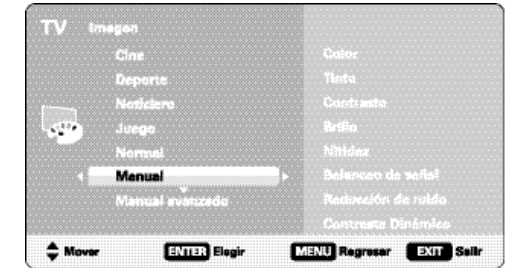 TV Imagen
Cine
Deporte
Noticiero
Juego
Normal
Manual
Manual avanzado
Color
Tinte
Contraste
Brillo
Nitidez
Balanceo de señal
Reducción de ruido
Contraste Dinámico
Mover ENTER Elegir MENU Regresar EXIT Salir